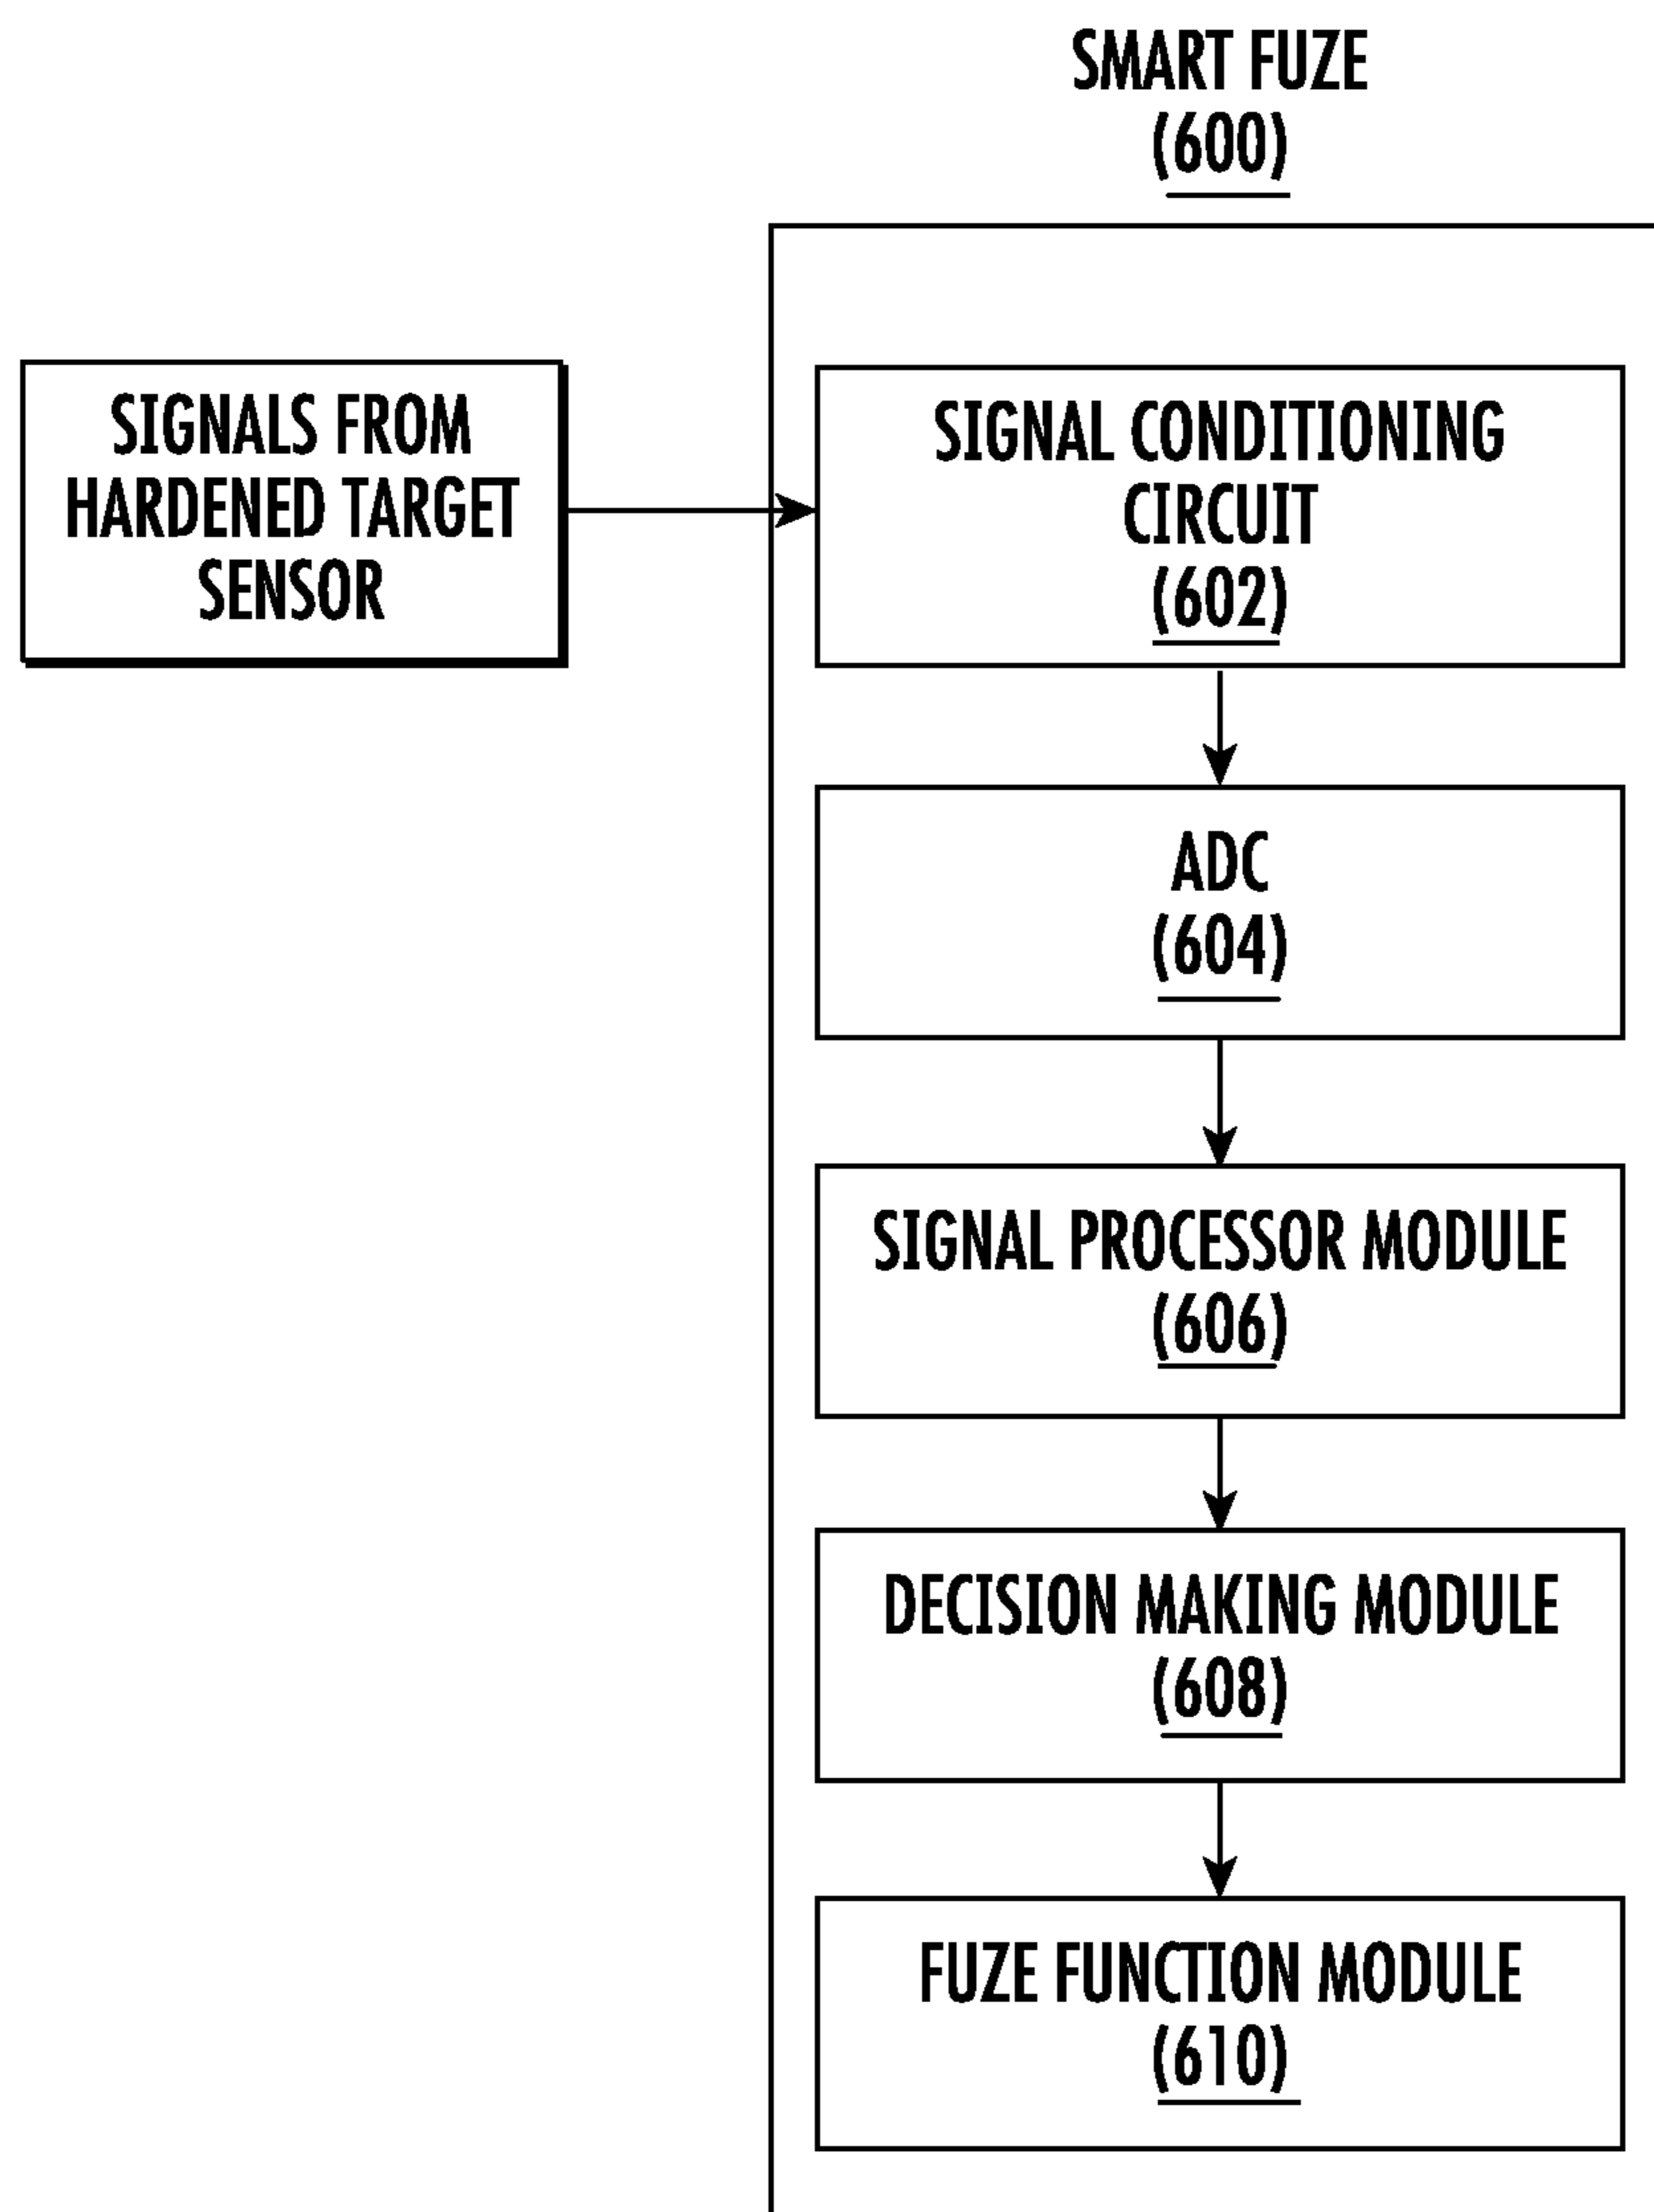 SMART FUZE
(600)
SIGNALS FROM
HARDENED TARGET
SENSOR
SIGNAL CONDITIONING
CIRCUIT
(602)
ADC
(604)
SIGNAL PROCESSOR MODULE
(606)
DECISION MAKING MODULE
(608)
FUZE FUNCTION MODULE
(610)